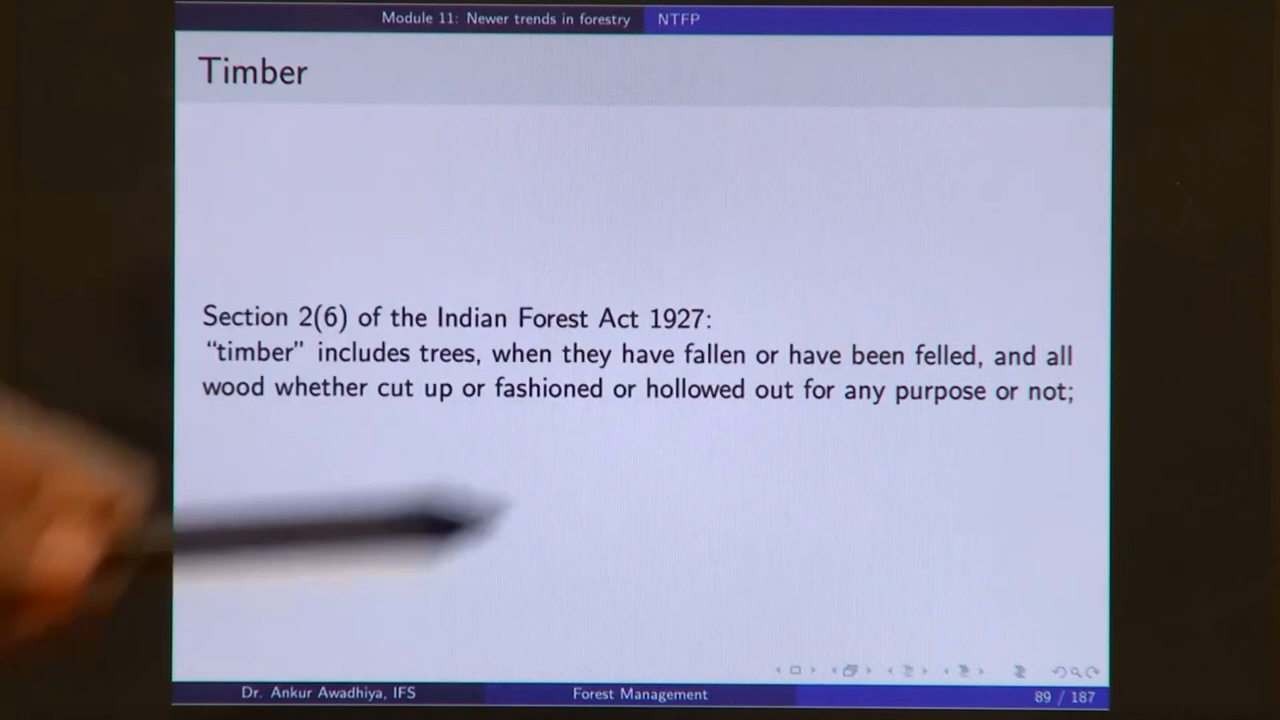 Module 11: Newer trends in forestry NTFP
Timber
Section 2(6) of the Indian Forest Act 1927:
“timber” includes trees, when they have fallen or have been felled, and all
wood whether cut up or fashioned or hollowed out for any purpose or not;
Dr. Ankur Awadhiya, IFS Forest Management 89 / 187